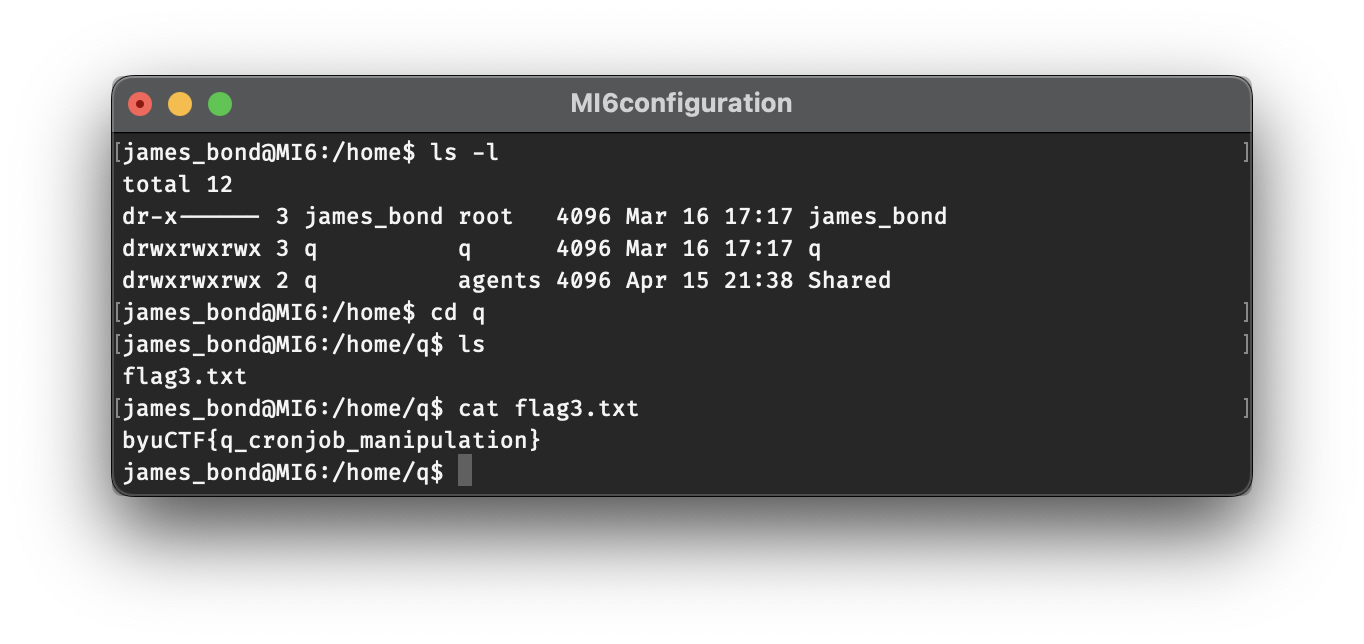 MI6configuration
[james_bond@MI6:/home$ ls -l ]
total 12
dr-x------ 3 james_bond root   4096 Mar 16 17:17 james_bond
drwxrwxrwx 3 q          q      4096 Mar 16 17:17 q
drwxrwxrwx 2 q          agents 4096 Apr 15 21:38 Shared
[james_bond@MI6:/home$ cd q ]
[james_bond@MI6:/home/q$ ls ]
flag3.txt
[james_bond@MI6:/home/q$ cat flag3.txt ]
byuCTF{q_cronjob_manipulation}
james_bond@MI6:/home/q$